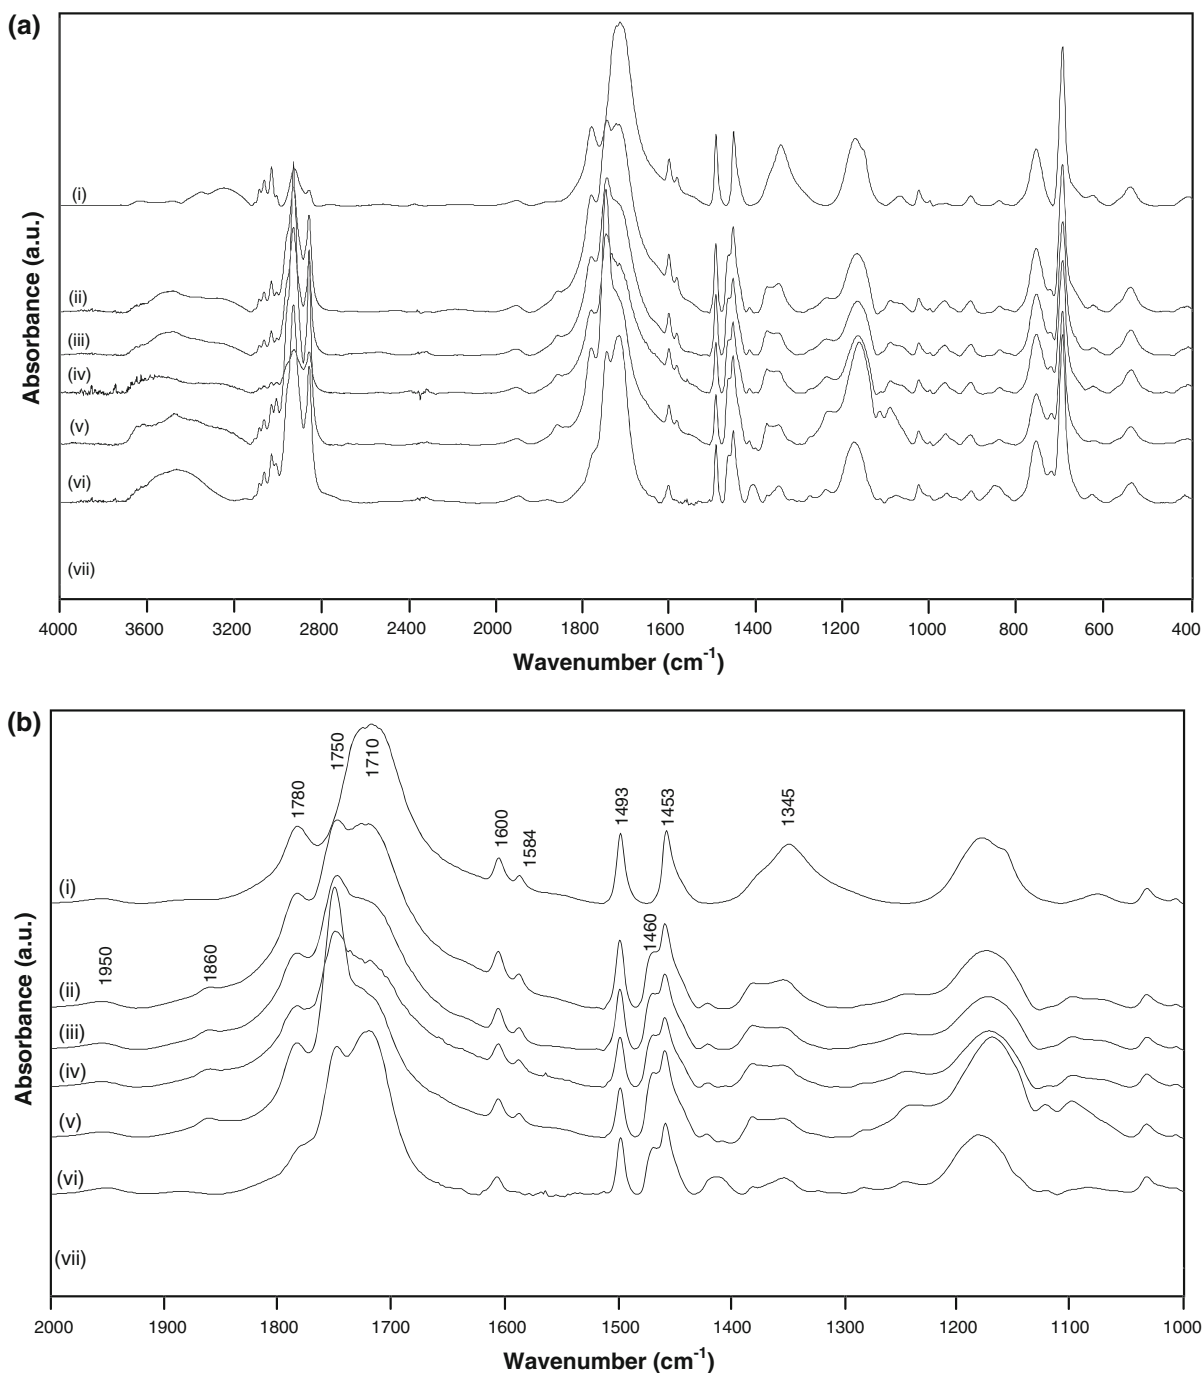 (a)
Absorbance (a.u.)
(i)
(ii)
(iii)
(iv)
(v)
(vi)
(vii)
4000 3600 3200 2800 2400 2000 1800 1600 1400 1200 1000 800 600 400
Wavenumber (cm-1)
(b)
Absorbance (a.u.)
1750
1710
1780
1600
1584
1493
1453
1345
1460
1950
1860
(i)
(ii)
(iii)
(iv)
(v)
(vi)
(vii)
2000 1900 1800 1700 1600 1500 1400 1300 1200 1100 1000
Wavenumber (cm-1)